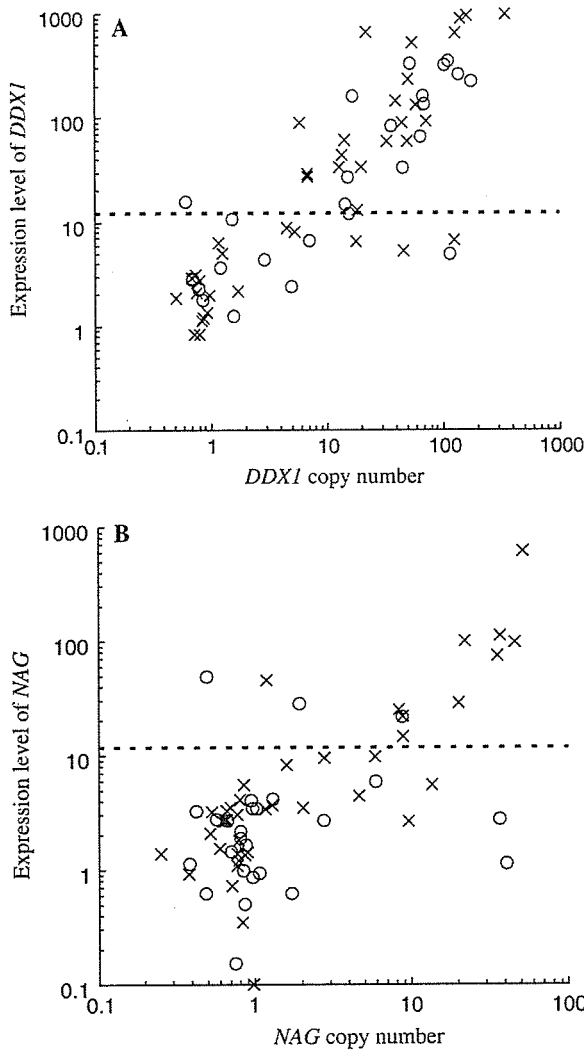 A
1000
100
10
1
0.1
Expression level of DDX1
0.1 1 10 100 1000
DDX1 copy number
B
1000
100
10
1
0.1
Expression level of NAG
0.1 1 10 100
NAG copy number